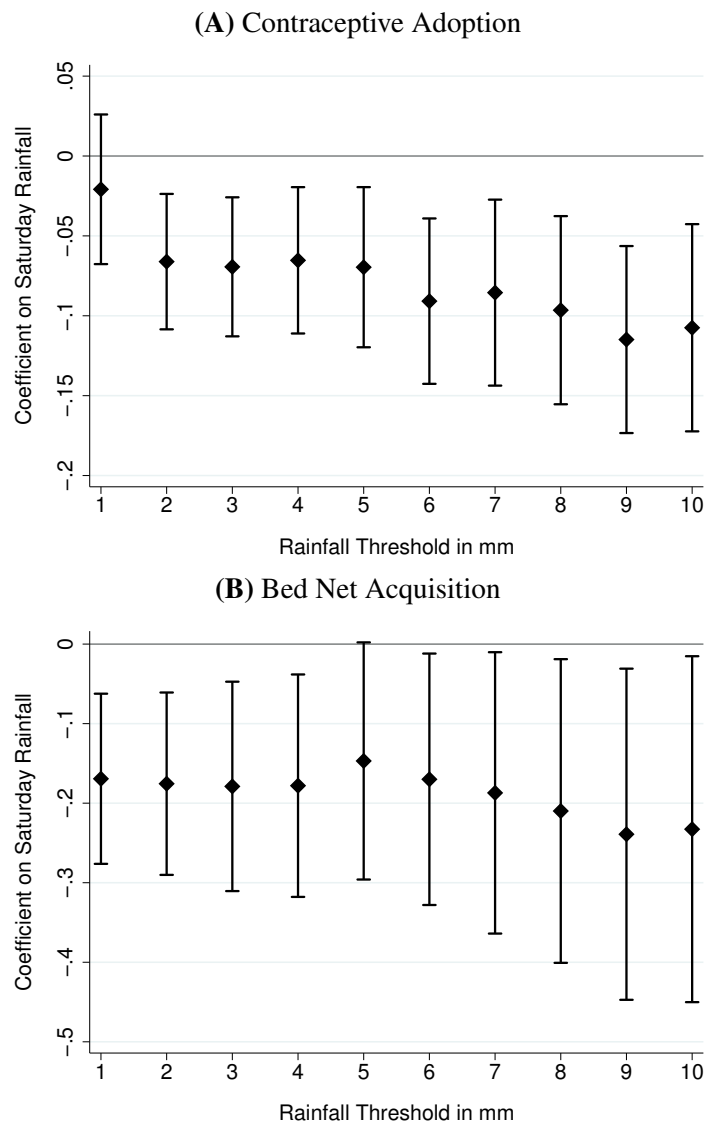 (A) Contraceptive Adoption
Coefficient on Saturday Rainfall
.05
0
-.05
-.1
-.15
-.2
1 2 3 4 5 6 7 8 9 10
Rainfall Threshold in mm
(B) Bed Net Acquisition
Coefficient on Saturday Rainfall
0
-.1
-.2
-.3
-.4
-.5
1 2 3 4 5 6 7 8 9 10
Rainfall Threshold in mm